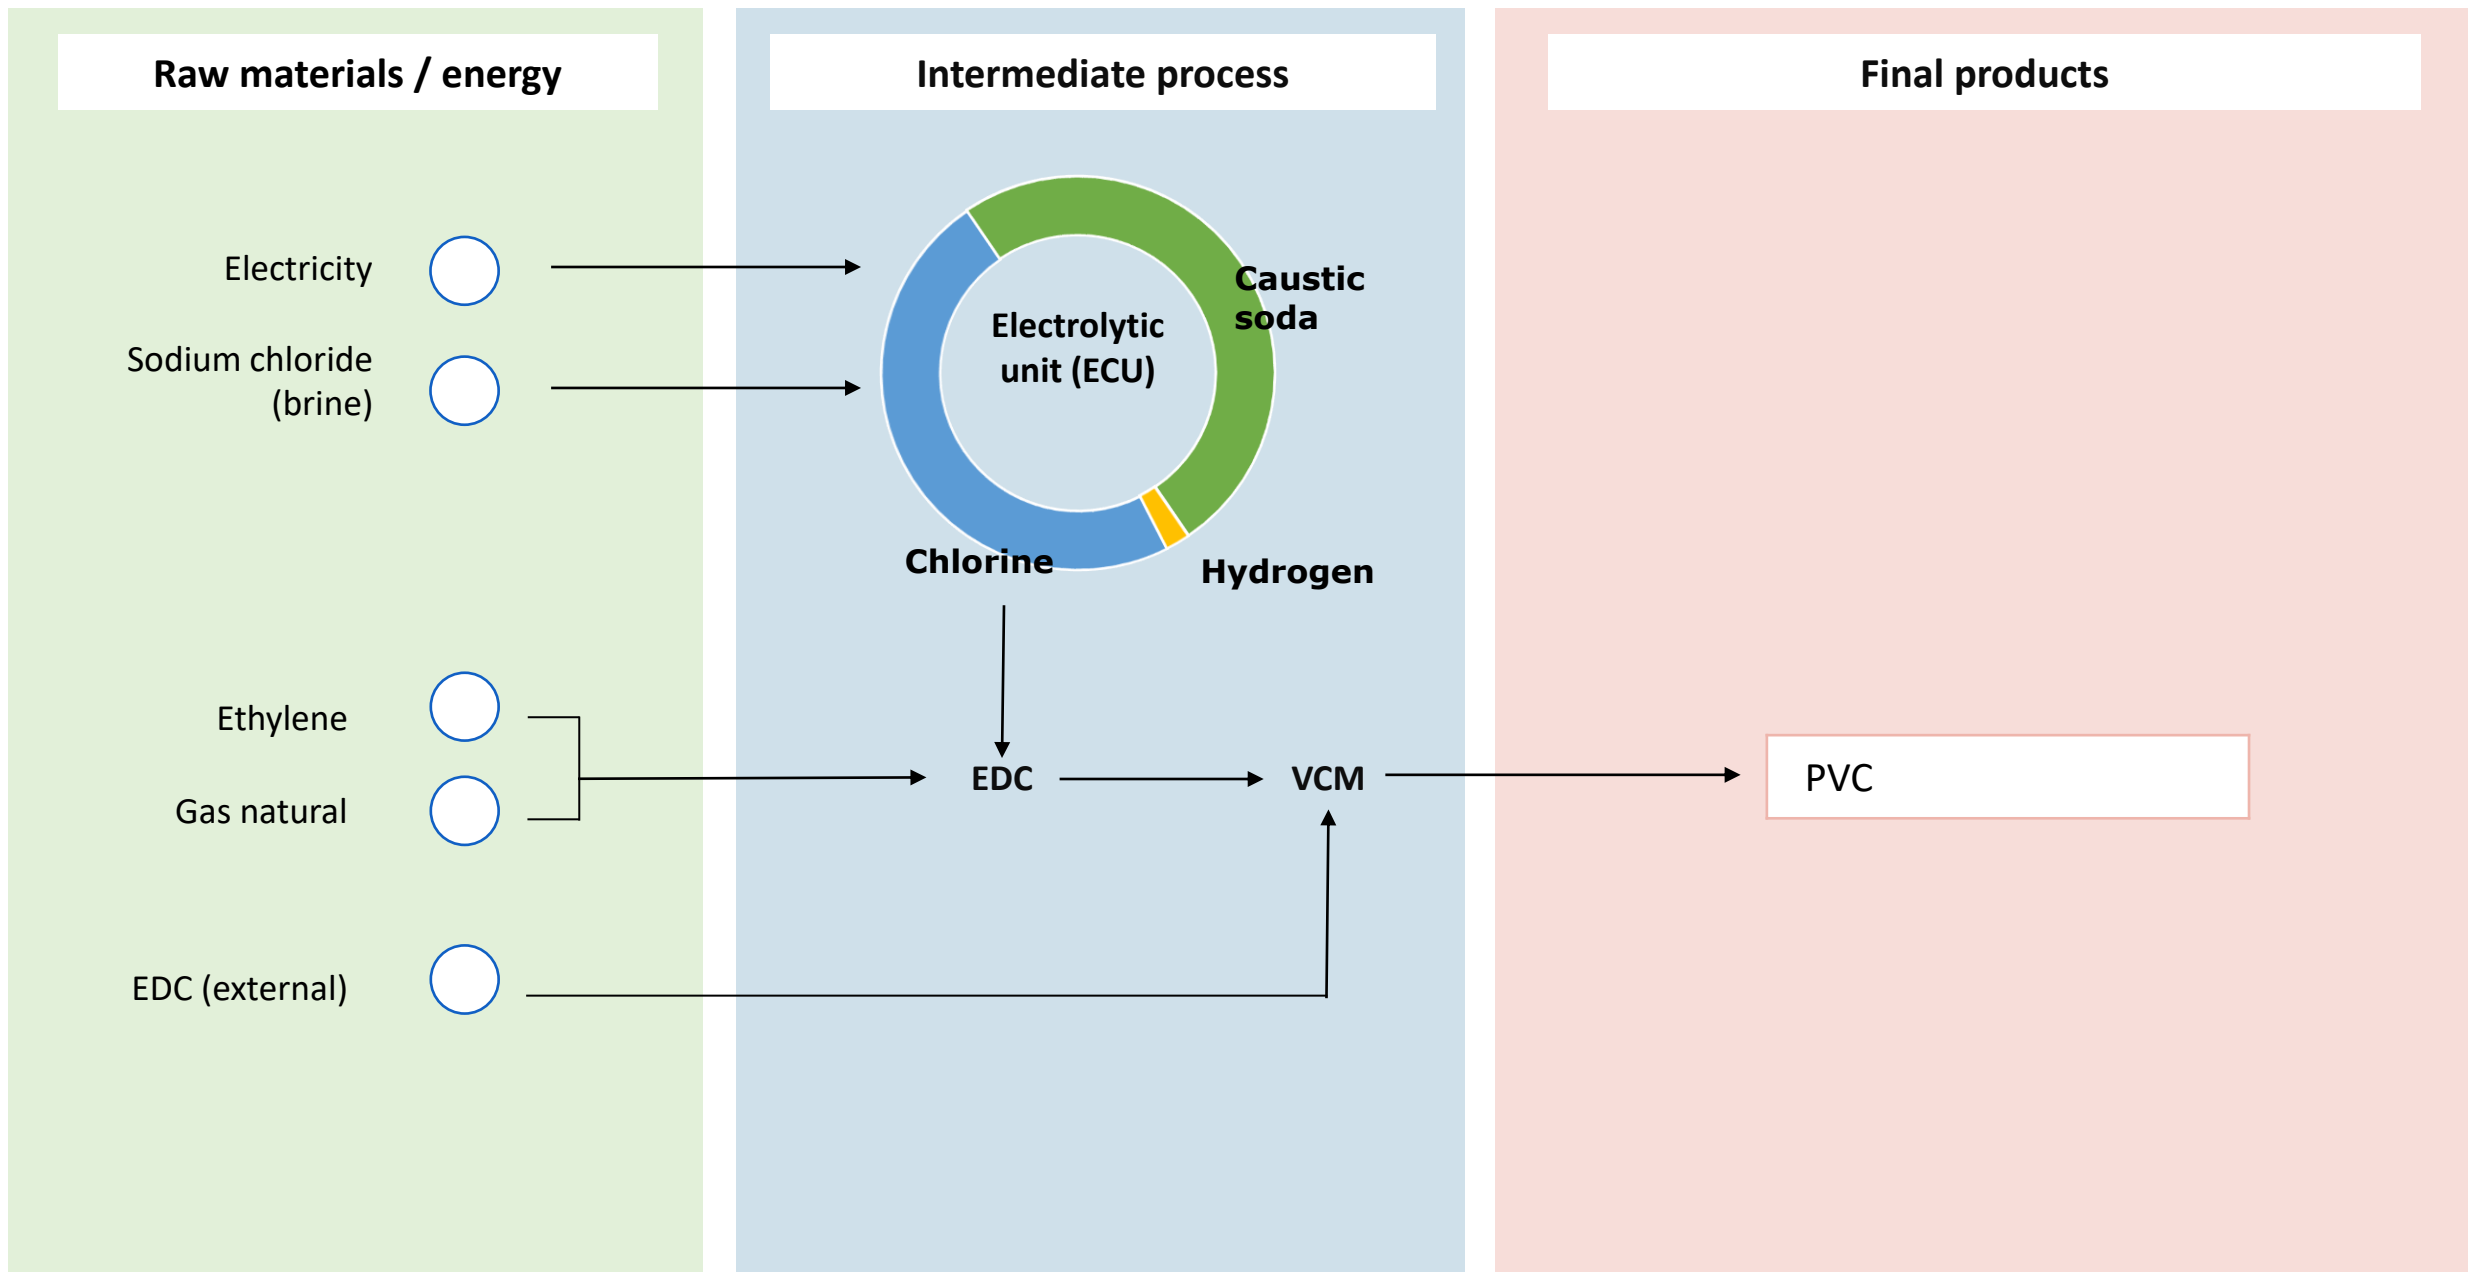 Raw materials / energy
Intermediate process
Final products
Electricity
Sodium chloride
(brine)
Electrolytic
unit (ECU)
Caustic
soda
Chlorine
Hydrogen
Ethylene
Gas natural
EDC
VCM
PVC
EDC (external)